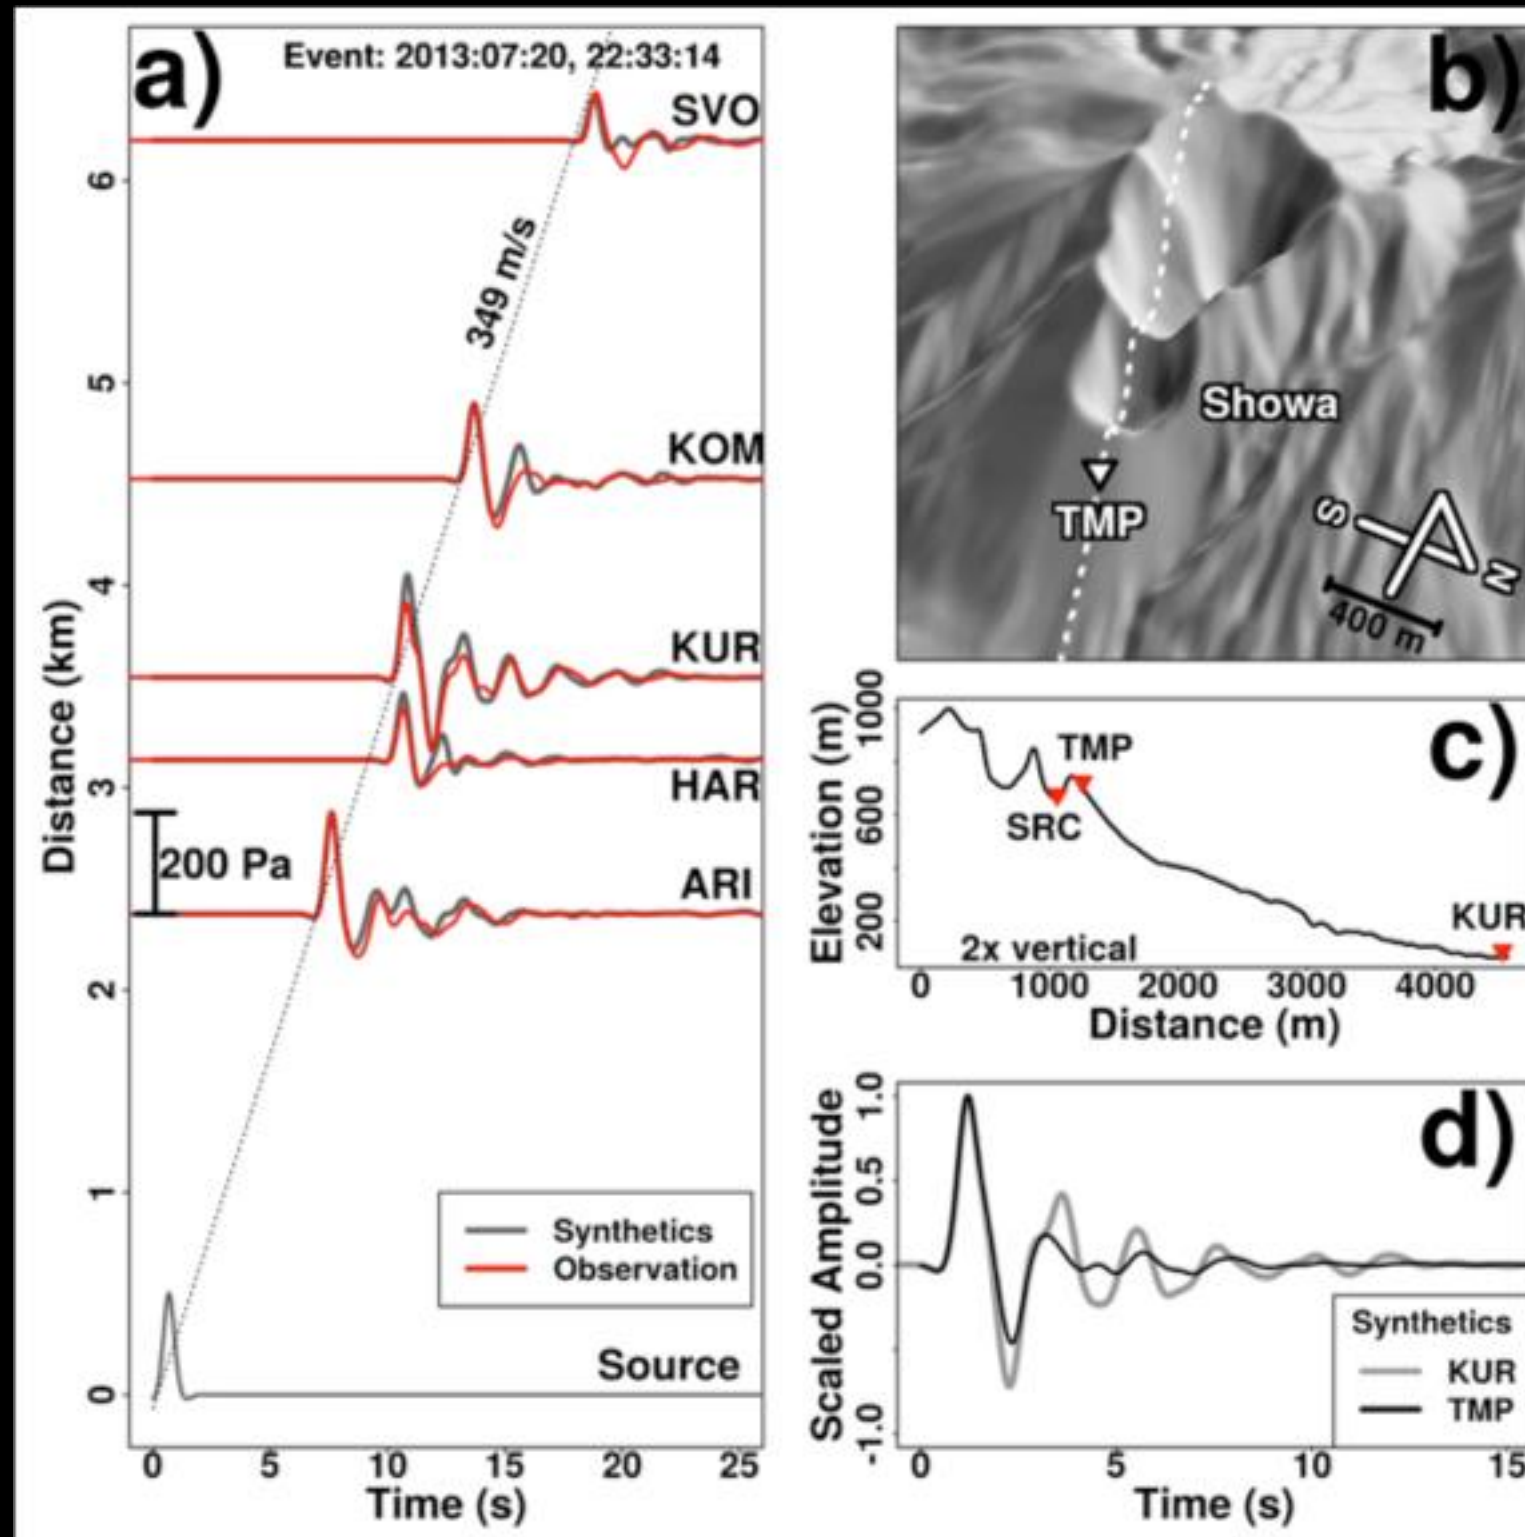 a)
Event: 2013:07:20, 22:33:14
SVO
349 m/s
KOM
KUR
HAR
200 Pa
ARI
Synthetics
Observation
Source
Distance (km)
6
5
4
3
2
1
0
0 5 10 15 20 25
Time (s)
b)
Showa
TMP
S
N
400 m
c)
Elevation (m)
1000
600
200
TMP
SRC
KUR
2x vertical
0 1000 2000 3000 4000
Distance (m)
d)
Scaled Amplitude
1.0
0.5
0.0
-1.0
Synthetics
KUR
TMP
0 5 10 15
Time (s)